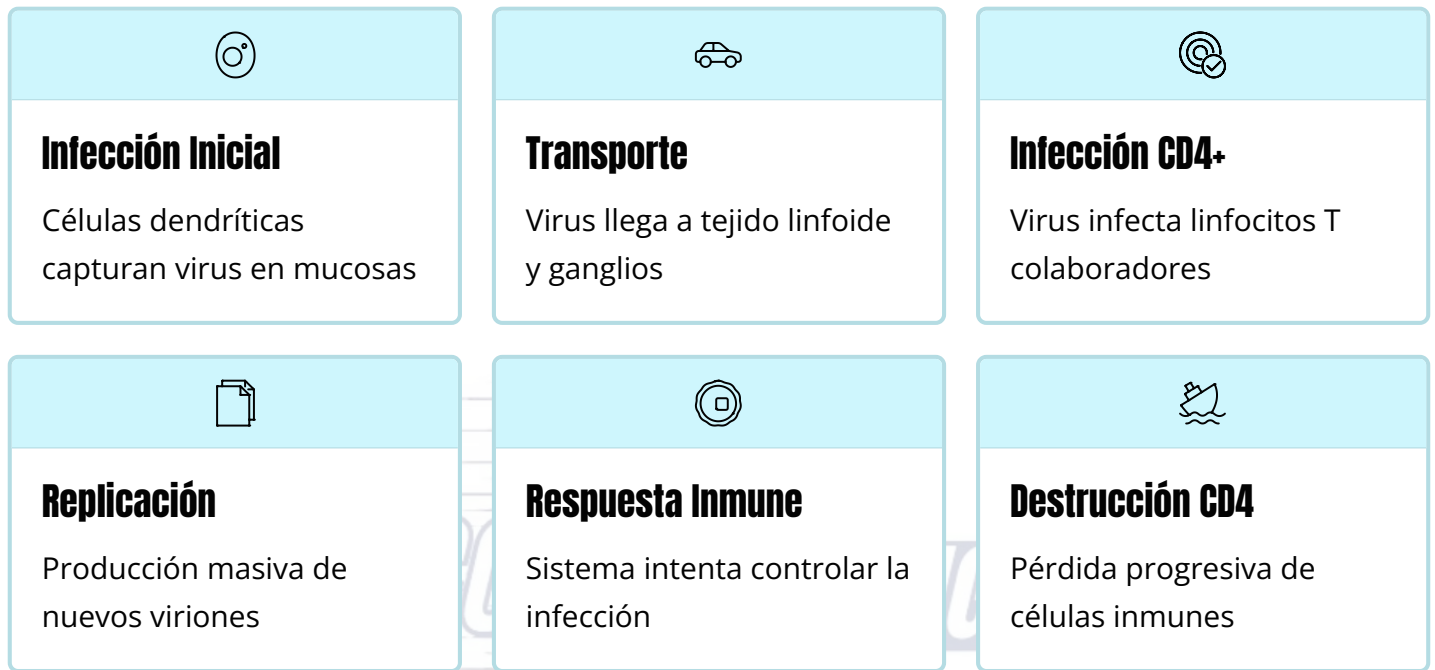 Infección Inicial
Células dendríticas
capturan virus en mucosas
Transporte
Virus llega a tejido linfoide
y ganglios
Infección CD4+
Virus infecta linfocitos T
colaboradores
Replicación
Producción masiva de
nuevos viriones
Respuesta Inmune
Sistema intenta controlar la
infección
Destrucción CD4
Pérdida progresiva de
células inmunes